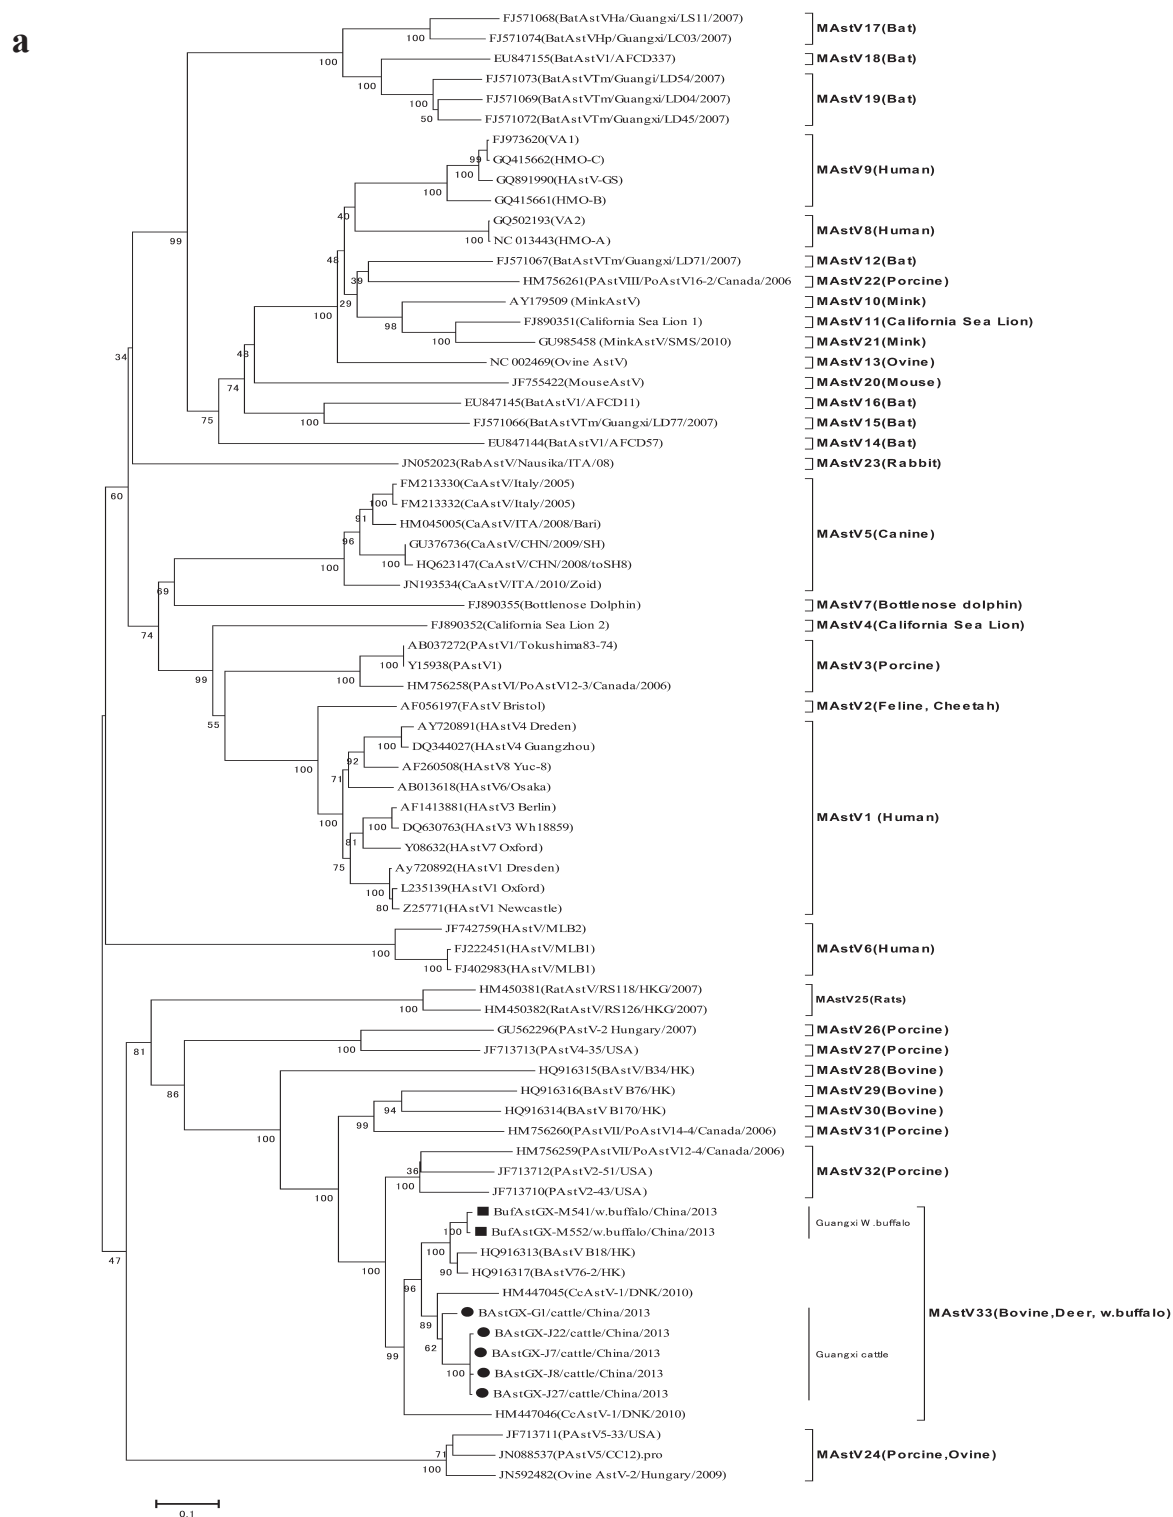 a
FJ571068(BatAstVHa/Guangxi/LS11/2007)
FJ571074(BatAstVHp/Guangxi/LC03/2007)
MAstV17(Bat)
100
100
EU847155(BatAstV1/AFCD337)
MAstV18(Bat)
100
FJ571073(BatAstVTm/Guangi/LD54/2007)
FJ571069(BatAstVTm/Guangxi/LD04/2007)
FJ571072(BatAstVTm/Guangxi/LD45/2007)
MAstV19(Bat)
100
50
FJ973620(VA1)
GQ415662(HMO-C)
GQ891990(HAstV-GS)
GQ415661(HMO-B)
MAstV9(Human)
99
100
100
GQ502193(VA2)
NC 013443(HMO-A)
MAstV8(Human)
40
100
99
FJ571067(BatAstVTm/Guangxi/LD71/2007)
MAstV12(Bat)
48
39
HM756261(PAstVIII/PoAstV16-2/Canada/2006
MAstV22(Porcine)
29
AY179509 (MinkAstV)
MAstV10(Mink)
100
98
FJ890351(California Sea Lion 1)
MAstV11(California Sea Lion)
100
GU985458 (MinkAstV/SMS/2010)
MAstV21(Mink)
34
43
NC 002469(Ovine AstV)
MAstV13(Ovine)
74
JF755422(MouseAstV)
MAstV20(Mouse)
EU847145(BatAstV1/AFCD11)
MAstV16(Bat)
75
100
FJ571066(BatAstVTm/Guangxi/LD77/2007)
MAstV15(Bat)
EU847144(BatAstV1/AFCD57)
MAstV14(Bat)
JN052023(RabAstV/Nausika/ITA/08)
MAstV23(Rabbit)
60
FM213330(CaAstV/Italy/2005)
FM213332(CaAstV/Italy/2005)
HM045005(CaAstV/ITA/2008/Bari)
GU376736(CaAstV/CHN/2009/SH)
HQ623147(CaAstV/CHN/2008/toSH8)
JN193534(CaAstV/ITA/2010/Zoid)
MAstV5(Canine)
100
91
96
100
100
69
FJ890355(Bottlenose Dolphin)
MAstV7(Bottlenose dolphin)
74
FJ890352(California Sea Lion 2)
MAstV4(California Sea Lion)
AB037272(PAstV1/Tokushima83-74)
Y15938(PAstV1)
HM756258(PAstVI/PoAstV12-3/Canada/2006)
MAstV3(Porcine)
100
99
100
AF056197(FAstV Bristol)
MAstV2(Feline, Cheetah)
55
AY720891(HAstV4 Dreden)
DQ344027(HAstV4 Guangzhou)
AF260508(HAstV8 Yuc-8)
AB013618(HAstV6/Osaka)
AF1413881(HAstV3 Berlin)
DQ630763(HAstV3 Wh18859)
Y08632(HAstV7 Oxford)
Ay720892(HAstV1 Dresden)
L235139(HAstV1 Oxford)
Z25771(HAstV1 Newcastle)
MAstV1 (Human)
100
92
100
71
100
100
81
75
100
80
JF742759(HAstV/MLB2)
FJ222451(HAstV/MLB1)
FJ402983(HAstV/MLB1)
MAstV6(Human)
100
100
HM450381(RatAstV/RS118/HKG/2007)
HM450382(RatAstV/RS126/HKG/2007)
MAstV25(Rats)
100
GU562296(PAstV-2 Hungary/2007)
MAstV26(Porcine)
81
100
JF713713(PAstV4-35/USA)
MAstV27(Porcine)
HQ916315(BAstV/B34/HK)
MAstV28(Bovine)
86
HQ916316(BAstV B76/HK)
MAstV29(Bovine)
94
HQ916314(BAstV B170/HK)
MAstV30(Bovine)
99
HM756260(PAstVII/PoAstV14-4/Canada/2006)
MAstV31(Porcine)
100
HM756259(PAstVII/PoAstV12-4/Canada/2006)
JF713712(PAstV2-51/USA)
JF713710(PAstV2-43/USA)
MAstV32(Porcine)
36
100
100
BufAstGX-M541/w.buffalo/China/2013
BufAstGX-M552/w.buffalo/China/2013
Guangxi W .buffalo
100
HQ916313(BAstV B18/HK)
HQ916317(BAstV76-2/HK)
100
90
47
100
96
HM447045(CcAstV-1/DNK/2010)
BAstGX-G1/cattle/China/2013
BAstGX-J22/cattle/China/2013
BAstGX-J7/cattle/China/2013
BAstGX-J8/cattle/China/2013
BAstGX-J27/cattle/China/2013
Guangxi cattle
MAstV33(Bovine,Deer, w.buffalo)
89
62
99
100
HM447046(CcAstV-1/DNK/2010)
JF713711(PAstV5-33/USA)
JN088537(PAstV5/CC12).pro
JN592482(Ovine AstV-2/Hungary/2009)
MAstV24(Porcine,Ovine)
71
100
0.1